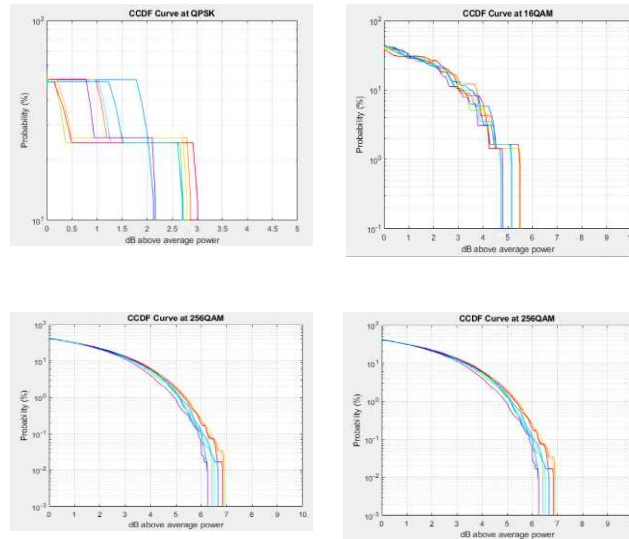 CCDF Curve at QPSK
10^2
Probability (%)
10^1
0 0.5 1 1.5 2 2.5 3 3.5 4 4.5 5
dB above average power
CCDF Curve at 16QAM
10^2
10^1
Probability (%)
10^0
10^-1
0 1 2 3 4 5 6 7 8 9
dB above average power
CCDF Curve at 256QAM
10^2
10^1
10^0
Probability (%)
10^-1
10^-2
10^-3
0 1 2 3 4 5 6 7 8 9 10
dB above average power
CCDF Curve at 256QAM
10^2
10^1
10^0
Probability (%)
10^-1
10^-2
10^-3
0 1 2 3 4 5 6 7 8 9
dB above average power